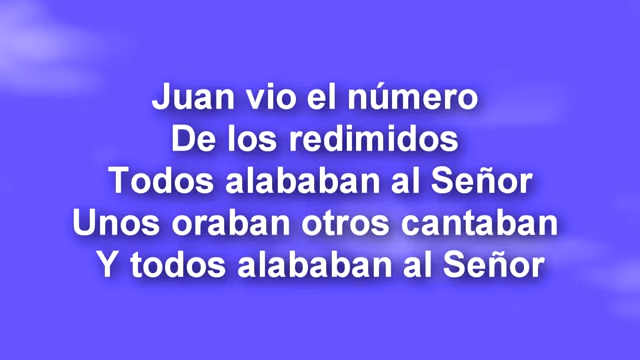 Juan vio el número
De los redimidos
Todos alababan al Señor
Unos oraban otros cantaban
Y todos alababan al Señor